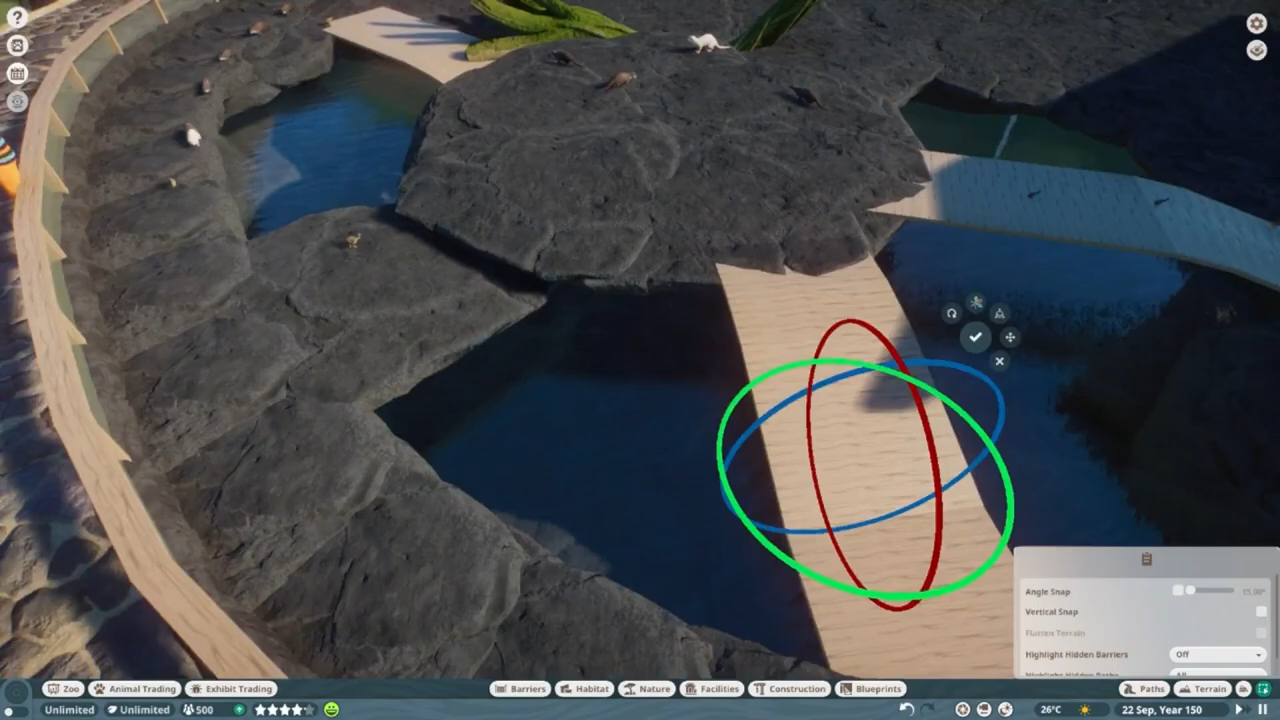 ?
Angle Snap 15.00°
Vertical Snap
Flatten Terrain
Highlight Hidden Barriers Off
Zoo Animal Trading Exhibit Trading Barriers Habitat Nature Facilities Construction Blueprints Paths Terrain
Unlimited Unlimited 500 26°C 22 Sep, Year 150